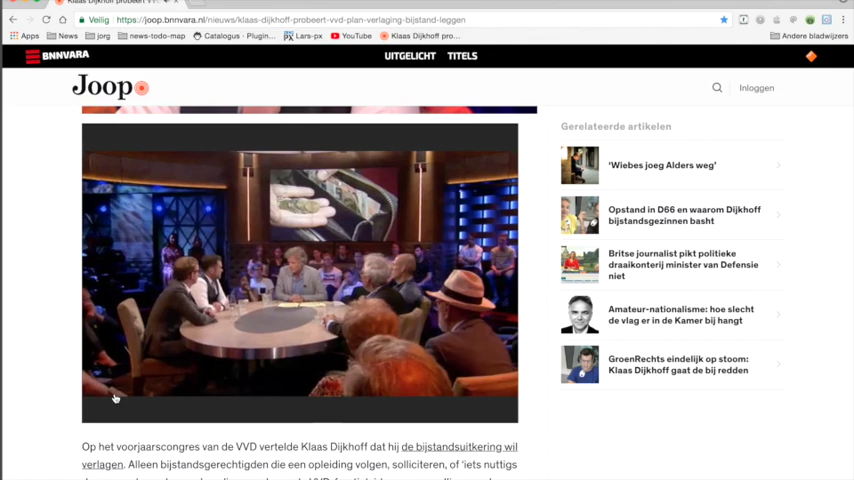 Klaas Dijkhoff probeert VVD-p
Veilig
https://joop.bnnvara.nl/nieuws/klaas-dijkhoff-probeert-vvd-plan-verlaging-bijstand-leggen
Apps News jorg news-todo-map Catalogus - Plugin... Lars-px YouTube Klaas Dijkhoff pro... Andere bladwijzers
BNNVARA UITGELICHT TITELS
Joop Inloggen
Gerelateerde artikelen
‘Wiebes joeg Alders weg’
Opstand in D66 en waarom Dijkhoff
bijstandsgezinnen basht
Britse journalist pikt politieke
draaikonterij minister van Defensie
niet
Amateur-nationalisme: hoe slecht
de vlag er in de Kamer bij hangt
GroenRechts eindelijk op stoom:
Klaas Dijkhoff gaat de bij redden
Op het voorjaarscongres van de VVD vertelde Klaas Dijkhoff dat hij de bijstandsuitkering wil
verlagen. Alleen bijstandsgerechtigden die een opleiding volgen, solliciteren, of ‘iets nuttigs